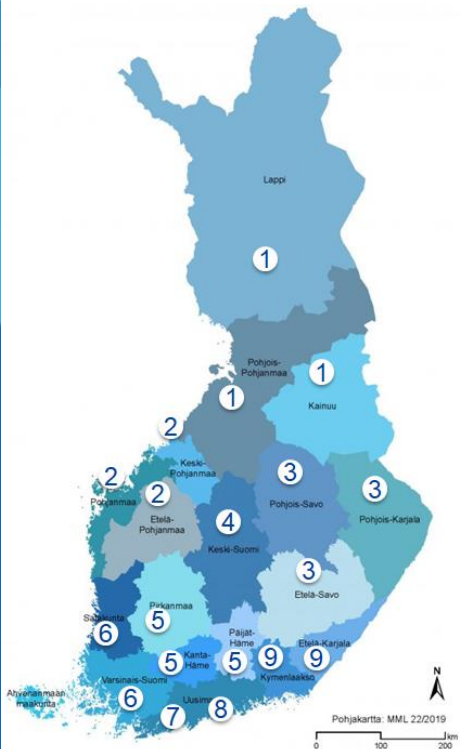 Lappi
1
Pohjois-
Pohjanmaa
1
Kainuu
1
2
Keski-
Pohjanmaa
2
Pohjanmaa
2
Etelä-
Pohjanmaa
3
Pohjois-Savo
3
Pohjois-Karjala
4
Keski-Suomi
3
Etelä-Savo
Pirkanmaa
5
Satakunta
6
Päijät-
Häme
5
Kanta-
Häme
5
Etelä-Karjala
9
9
Kymenlaakso
Varsinais-Suomi
6
Uusimaa
7
8
Ahvenanmaan
maakunta
N
Pohjakartta: MML 22/2019
0 100 200
km